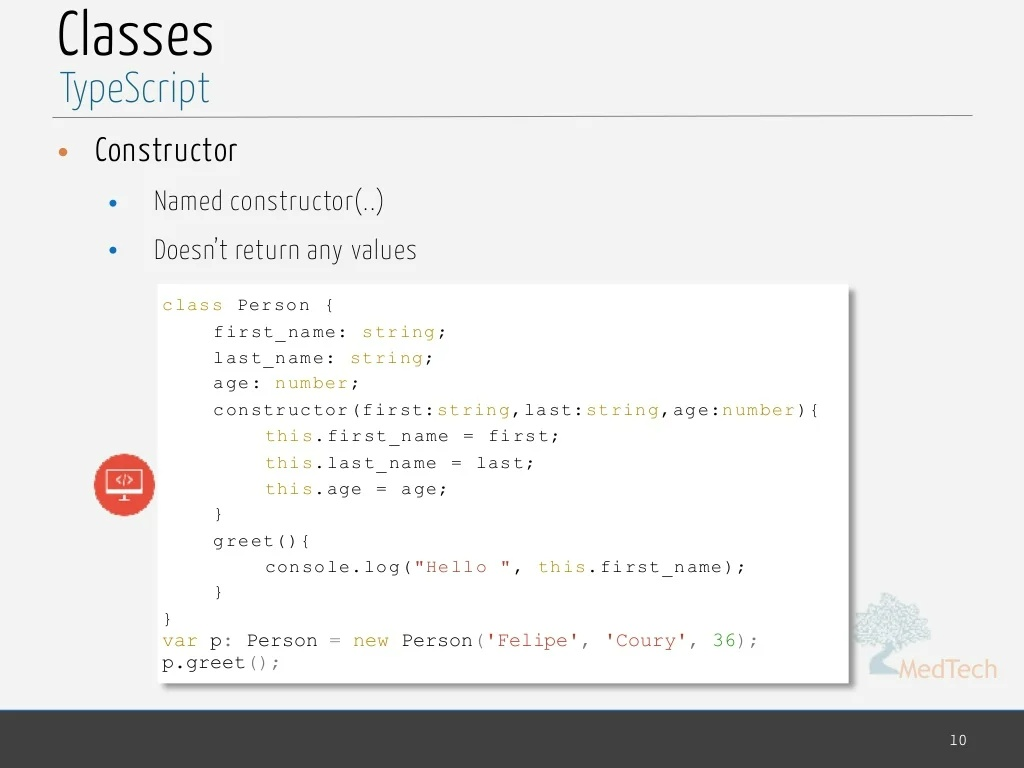 Classes
TypeScript
• Constructor
• Named constructor(..)
• Doesn’t return any values
class Person {
first_name: string;
last_name: string;
age: number;
constructor(first:string,last:string,age:number){
this.first_name = first;
this.last_name = last;
this.age = age;
}
greet(){
console.log("Hello ", this.first_name);
}
}
var p: Person = new Person('Felipe', 'Coury', 36);
p.greet();
</>
MedTech
10